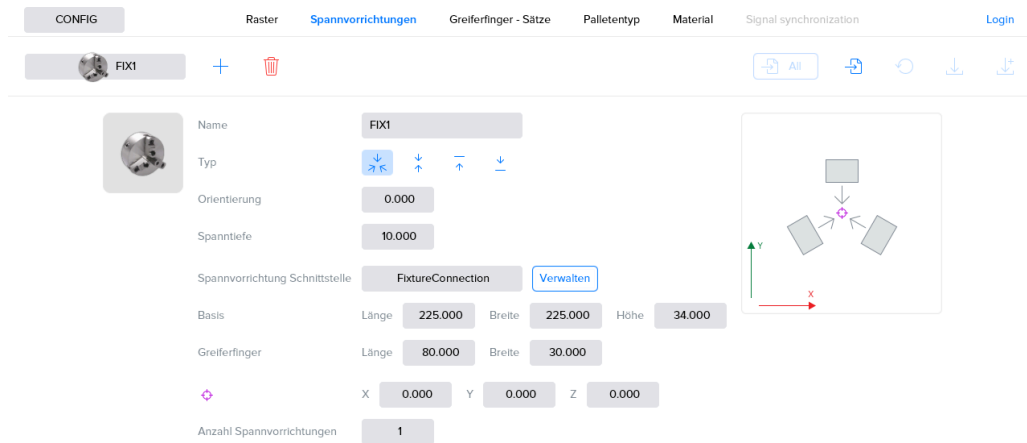 CONFIG Raster Spannvorrichtungen Greiferfinger - Sätze Palletentyp Material Signal synchronization Login
FIX1 All
Name FIX1
Typ
Orientierung 0.000
Spanntiefe 10.000
Spannvorrichtung Schnittstelle FixtureConnection Verwalten
Basis Länge 225.000 Breite 225.000 Höhe 34.000
Greiferfinger Länge 80.000 Breite 30.000
X 0.000 Y 0.000 Z 0.000
Anzahl Spannvorrichtungen 1
Y
X